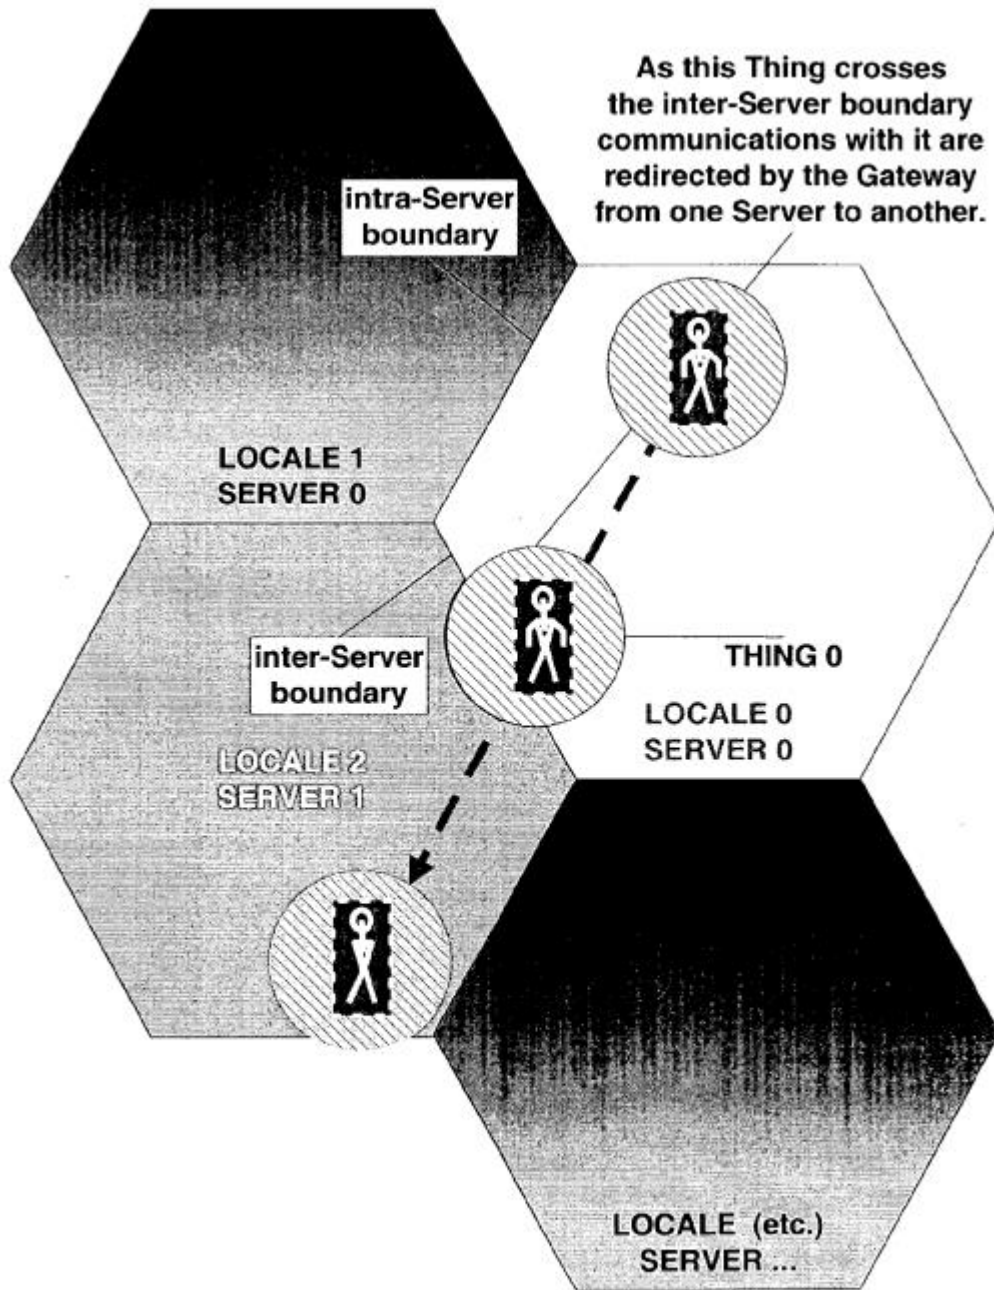 As this Thing crosses
the inter-Server boundary
communications with it are
redirected by the Gateway
from one Server to another.
intra-Server
boundary
LOCALE 1
SERVER 0
inter-Server
boundary
THING 0
LOCALE 0
SERVER 0
LOCALE 2
SERVER 1
LOCALE (etc.)
SERVER ...